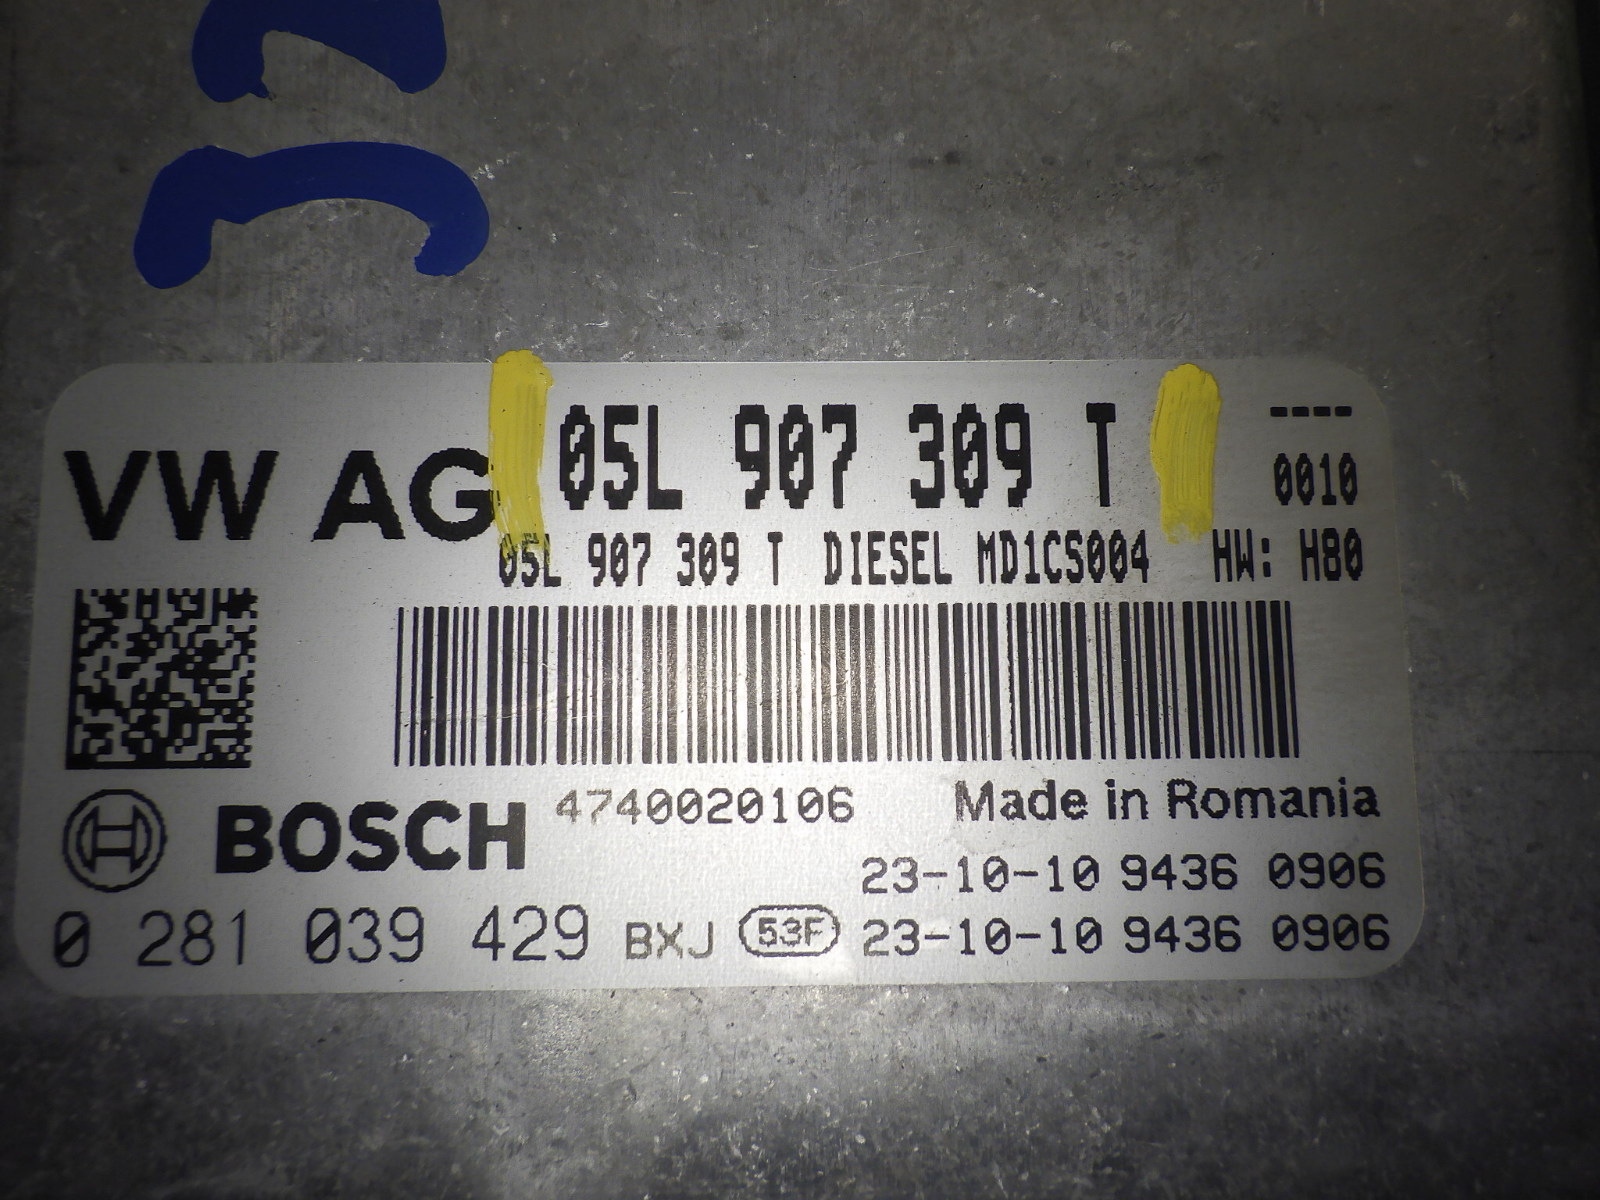 VW AG 05L 907 309 T ----
0010
05L 907 309 T DIESEL MD1CS004 HW: H80
BOSCH 4740020106 Made in Romania
23-10-10 9436 0906
0 281 039 429 BXJ 53F 23-10-10 9436 0906